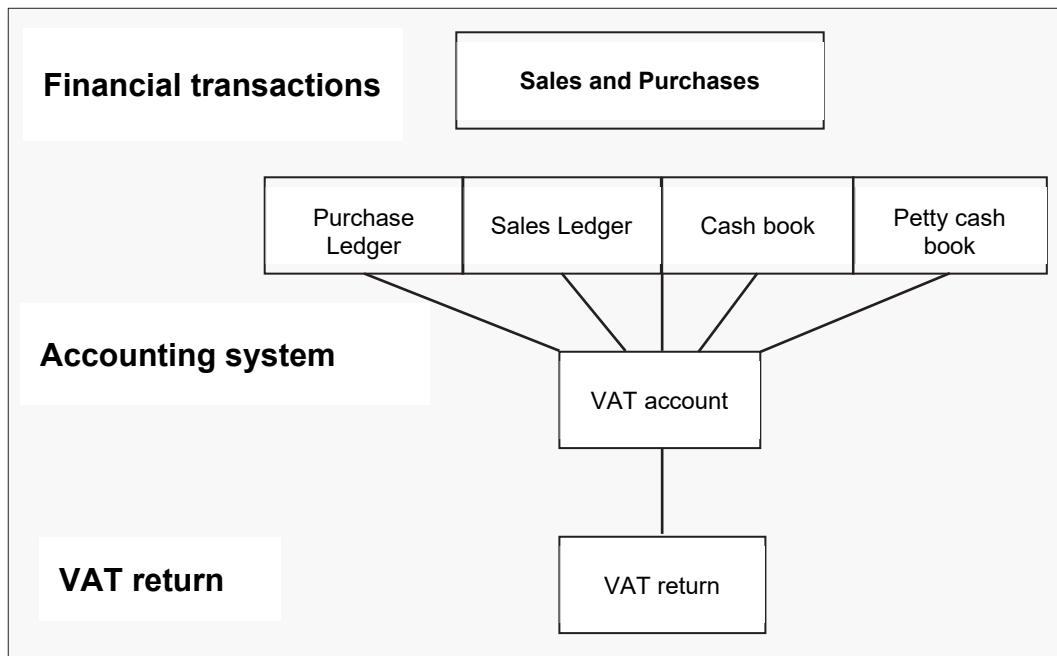 Financial transactions
Sales and Purchases
Purchase
Ledger
Sales Ledger
Cash book
Petty cash
book
Accounting system
VAT account
VAT return
VAT return